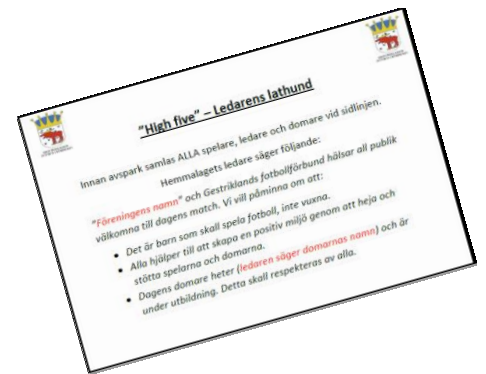 "High five" – Ledarens lathund
Innan avspark samlas ALLA spelare, ledare och domare vid sidlinjen.
Hemmalagets ledare säger följande:
"Föreningens namn" och Gestriklands fotbollförbund hälsar all publik
välkomna till dagens match. Vi vill påminna om att:
• Det är barn som skall spela fotboll, inte vuxna.
• Alla hjälper till att skapa en positiv miljö genom att heja och
stötta spelarna och domarna.
• Dagens domare heter (ledaren säger domarnas namn) och är
under utbildning. Detta skall respekteras av alla.